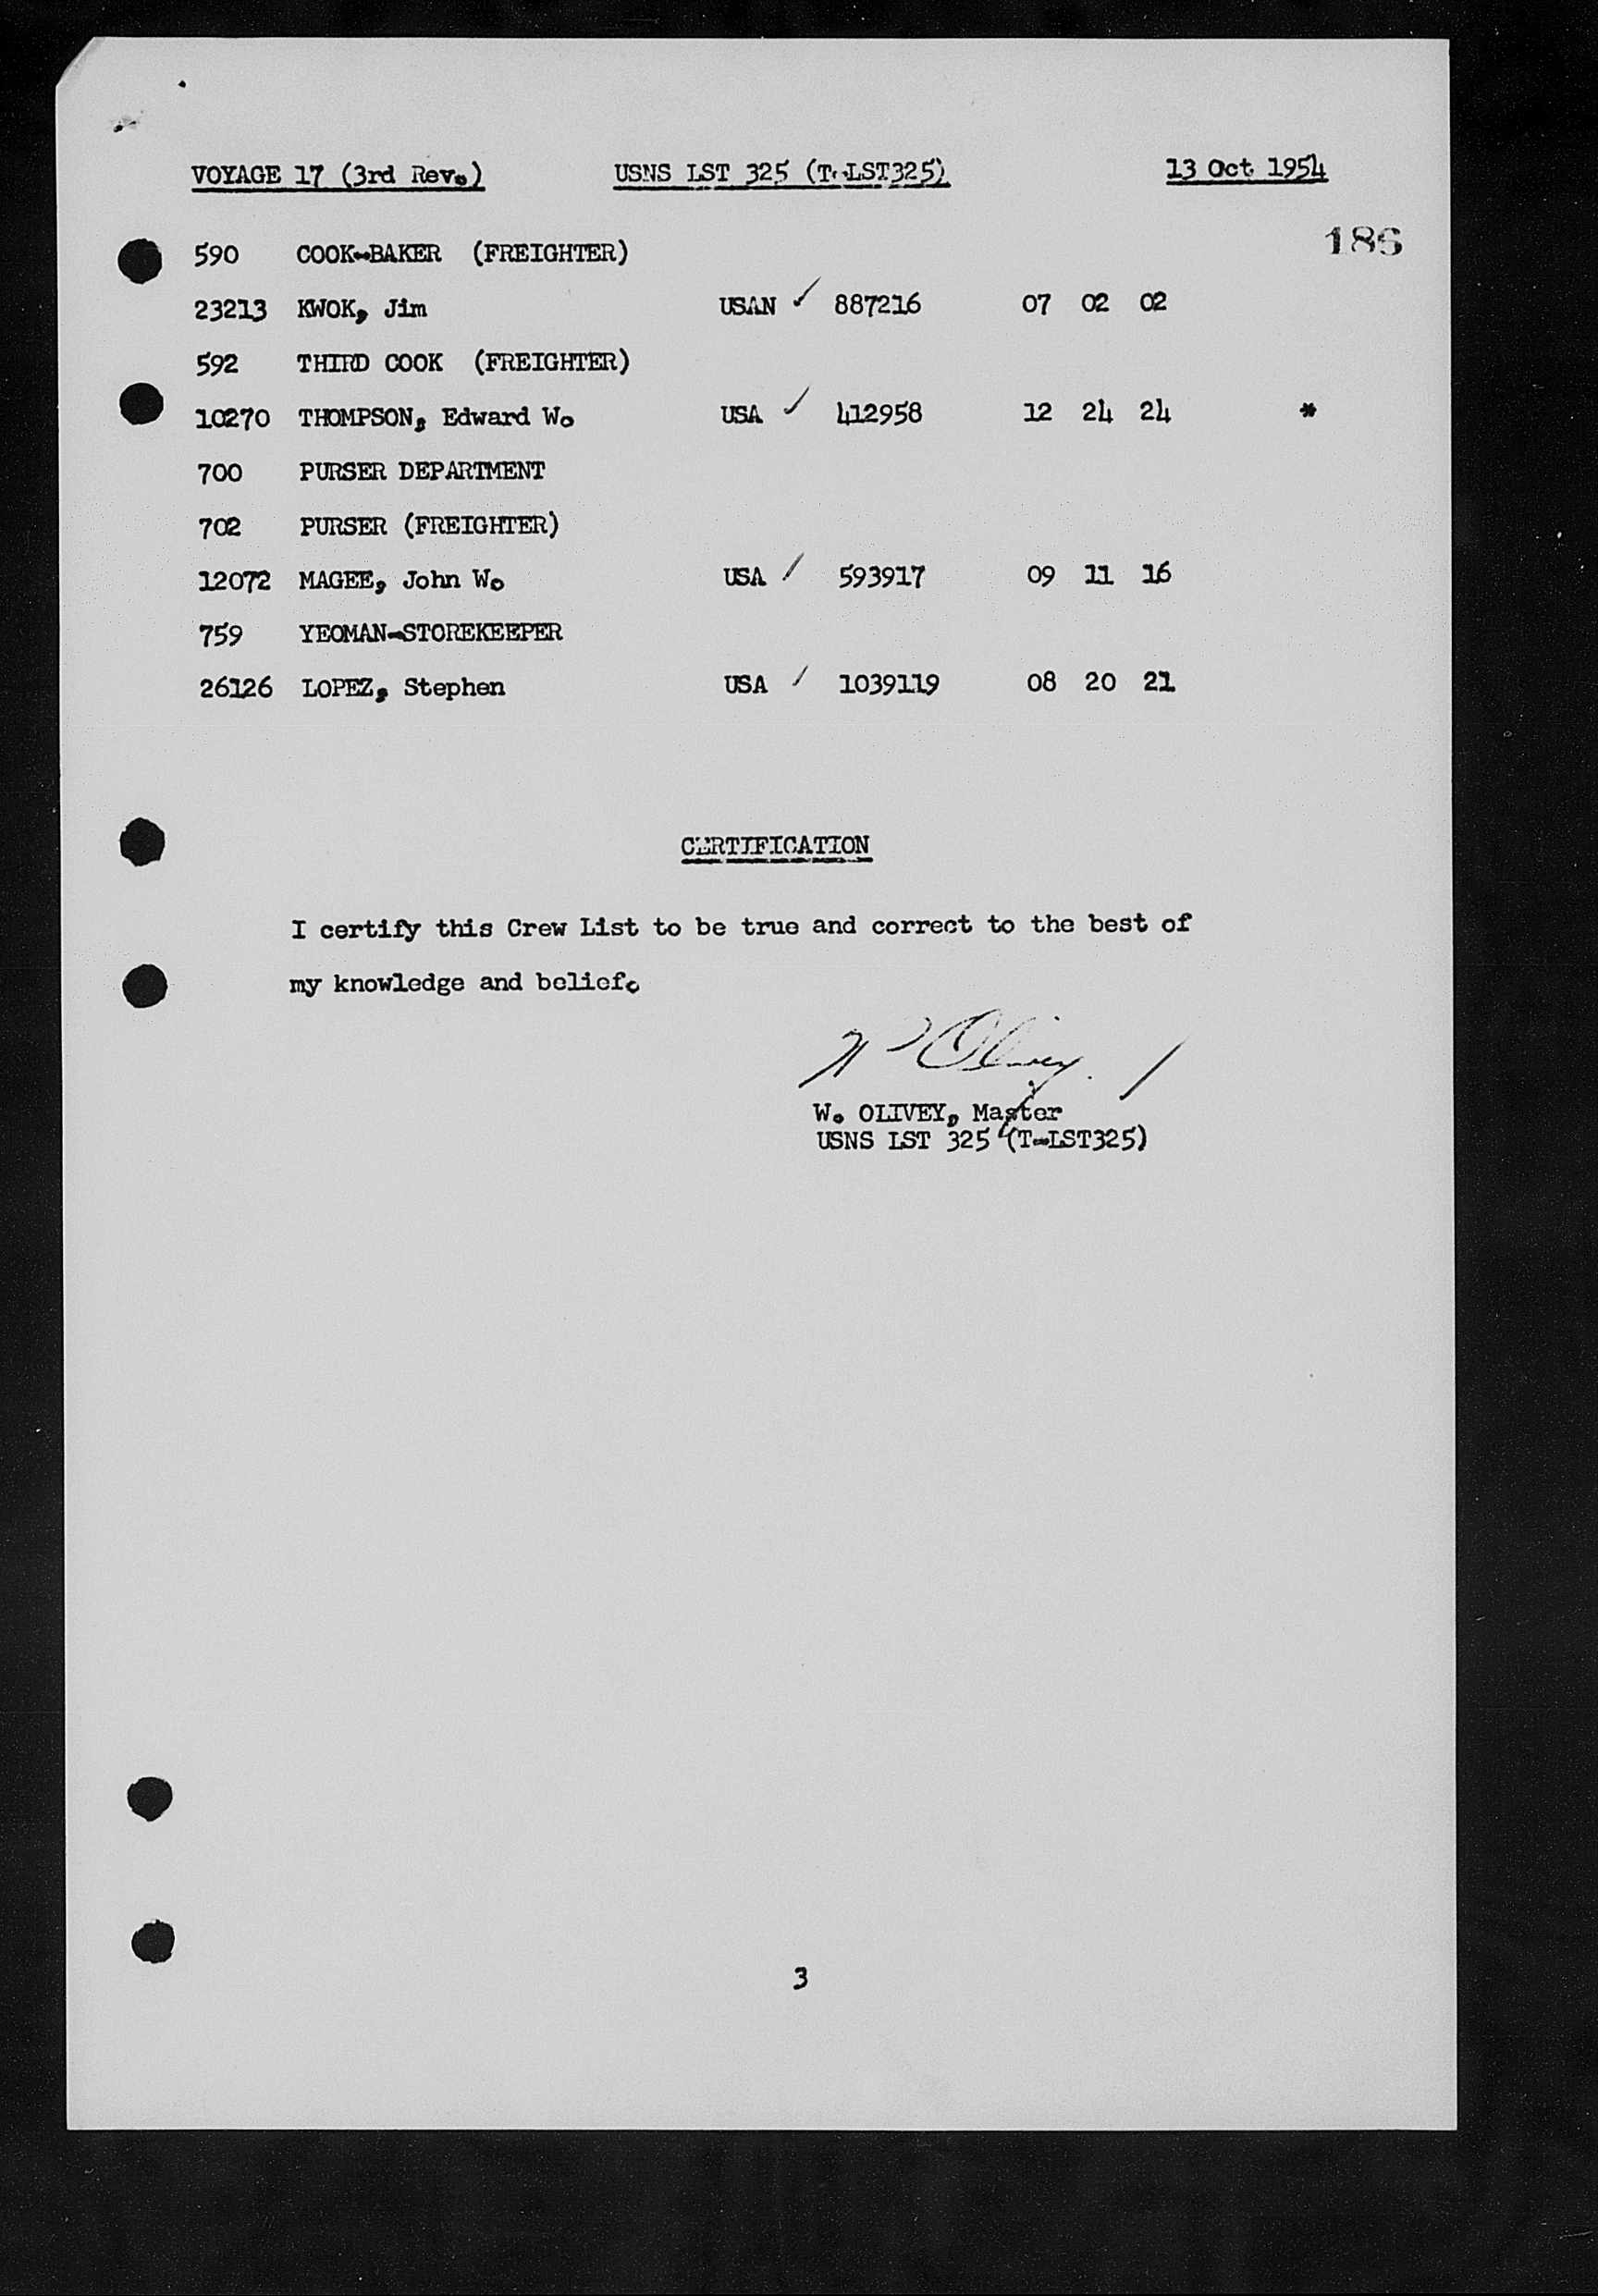 VOYAGE 17 (3rd Rev.) USNS LST 325 (T-LST325) 13 Oct 1954
186
590 COOK-BAKER (FREIGHTER)
23213 KWOK, Jim USAN ✓ 887216 07 02 02
592 THIRD COOK (FREIGHTER)
10270 THOMPSON, Edward W. USA ✓ 412958 12 24 24 *
700 PURSER DEPARTMENT
702 PURSER (FREIGHTER)
12072 MAGEE, John W. USA / 593917 09 11 16
759 YEOMAN-STOREKEEPER
26126 LOPEZ, Stephen USA / 1039119 08 20 21
CERTIFICATION
I certify this Crew List to be true and correct to the best of
my knowledge and belief.
W Olivey
W. OLIVEY, Master
USNS LST 325 (T-LST325)
3